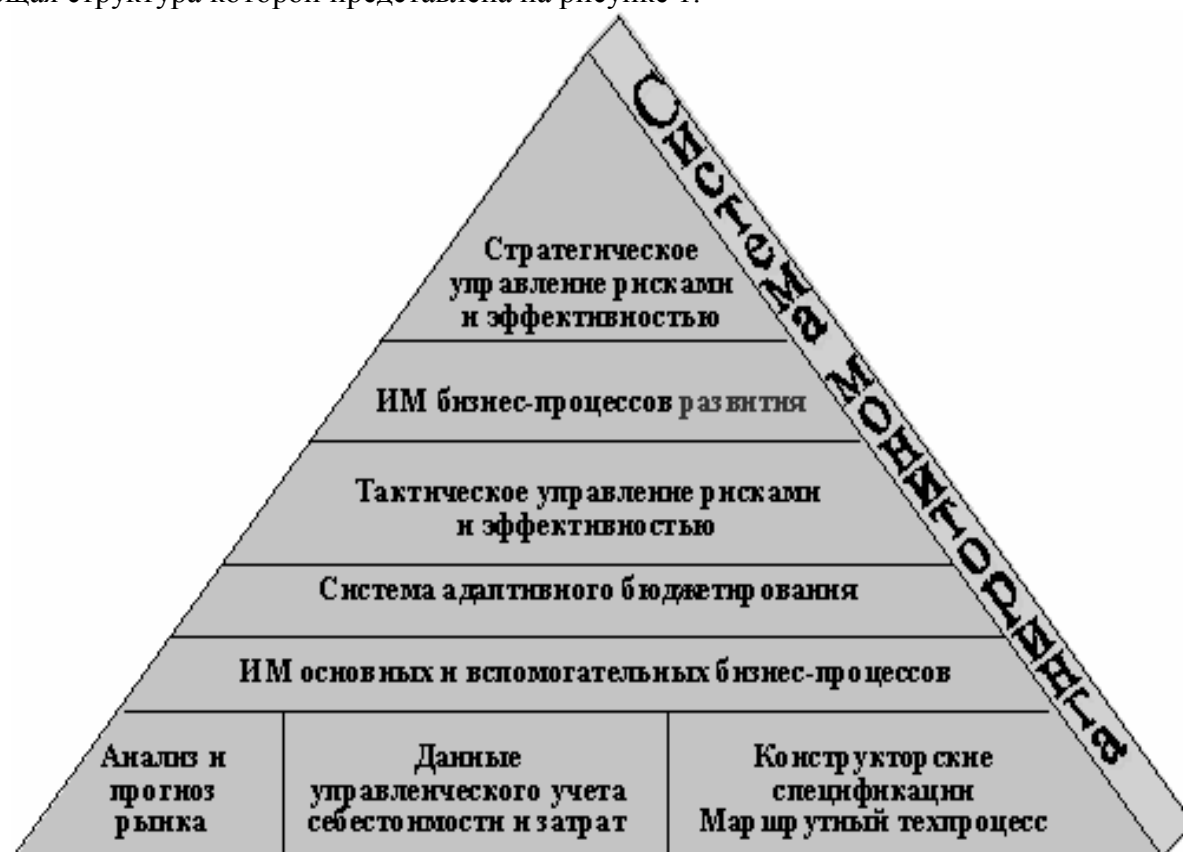 щая структура которой представлена на рисунке 1.
Система мониторинга
Стратегическое
управление рисками
и эффективностью
ИМ бизнес-процессов развития
Тактическое управление рисками
и эффективностью
Система адаптивного бюджетирования
ИМ основных и вспомогательных бизнес-процессов
Анализ и
прогноз
рынка
Данные
управленческого учета
себестоимости и затрат
Конструкторские
спецификации
Маршрутный техпроцесс